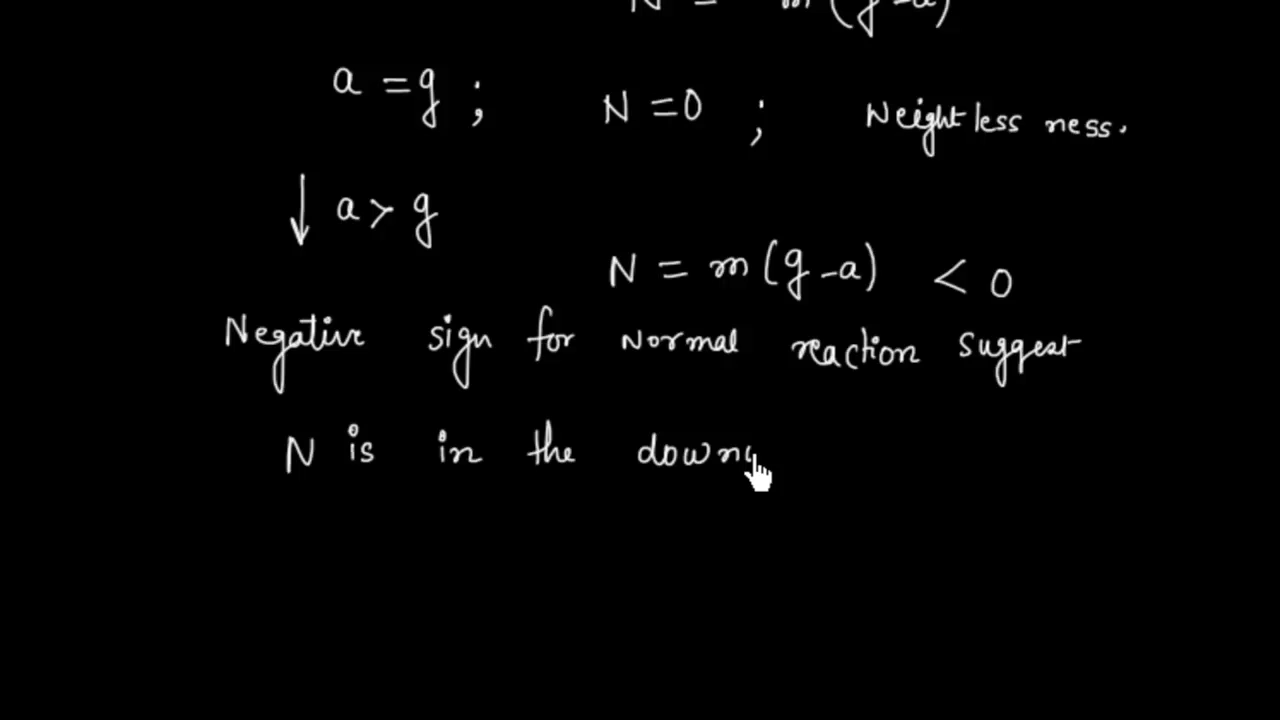 N = m(g-a)
a = g ; N = 0 ; Weightless ness.
↓ a > g
N = m(g-a) < 0
Negative sign for Normal reaction suggest
N is in the down